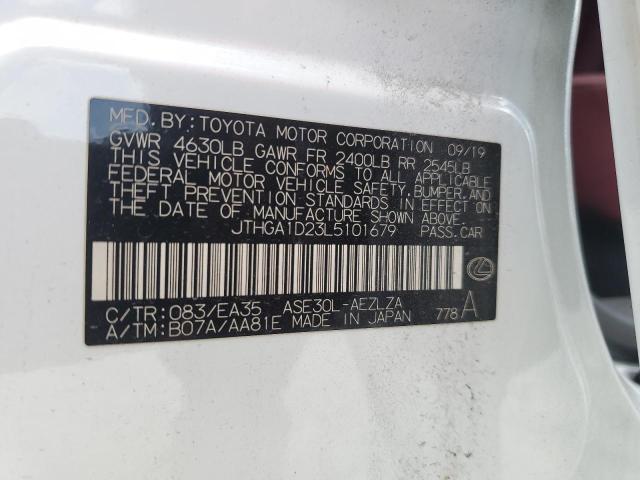 MFD. BY: TOYOTA MOTOR CORPORATION 09/19
GVWR 4630LB GAWR FR 2400LB RR 2545LB
THIS VEHICLE CONFORMS TO ALL APPLICABLE
FEDERAL MOTOR VEHICLE SAFETY, BUMPER, AND
THEFT PREVENTION STANDARDS IN EFFECT ON
THE DATE OF MANUFACTURE SHOWN ABOVE.
JTHGA1D23L5101679 PASS.CAR
C/TR: 083/EA35 ASE30L-AEZLZA
A/TM: B07A/AA81E MADE IN JAPAN 778 A